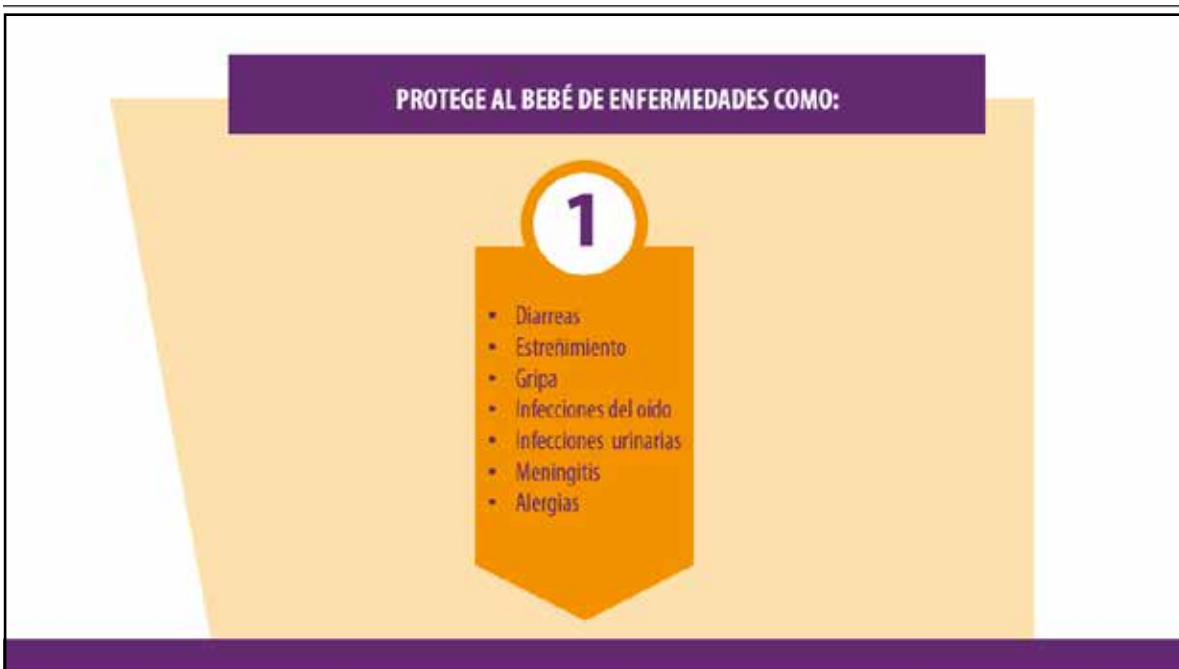 PROTEGE AL BEBÉ DE ENFERMEDADES COMO:
1
• Diarreas
• Estreñimiento
• Gripa
• Infecciones del oído
• Infecciones urinarias
• Meningitis
• Alergias